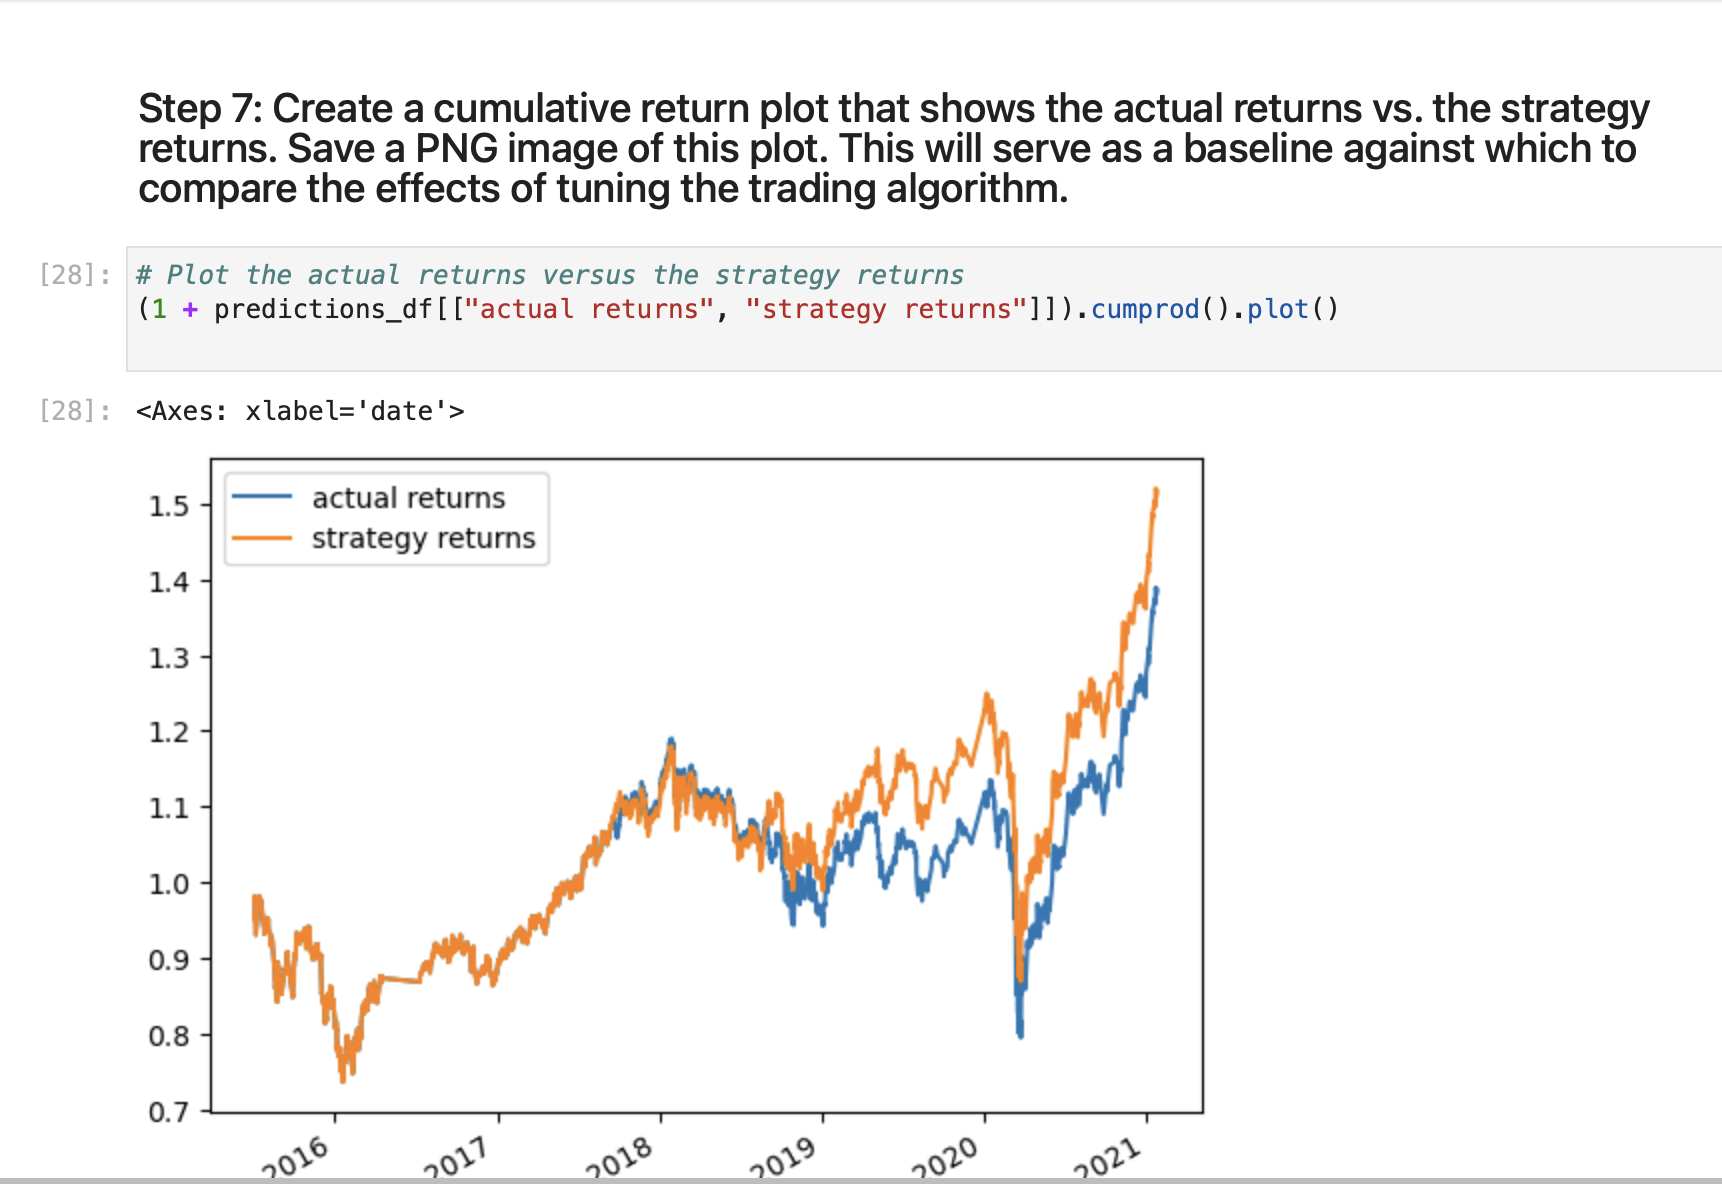 Step 7: Create a cumulative return plot that shows the actual returns vs. the strategy
returns. Save a PNG image of this plot. This will serve as a baseline against which to
compare the effects of tuning the trading algorithm.
[28]: # Plot the actual returns versus the strategy returns
(1 + predictions_df[["actual returns", "strategy returns"]]).cumprod().plot()
[28]: <Axes: xlabel='date'>
actual returns
strategy returns
1.5
1.4
1.3
1.2
1.1
1.0
0.9
0.8
0.7
2016 2017 2018 2019 2020 2021